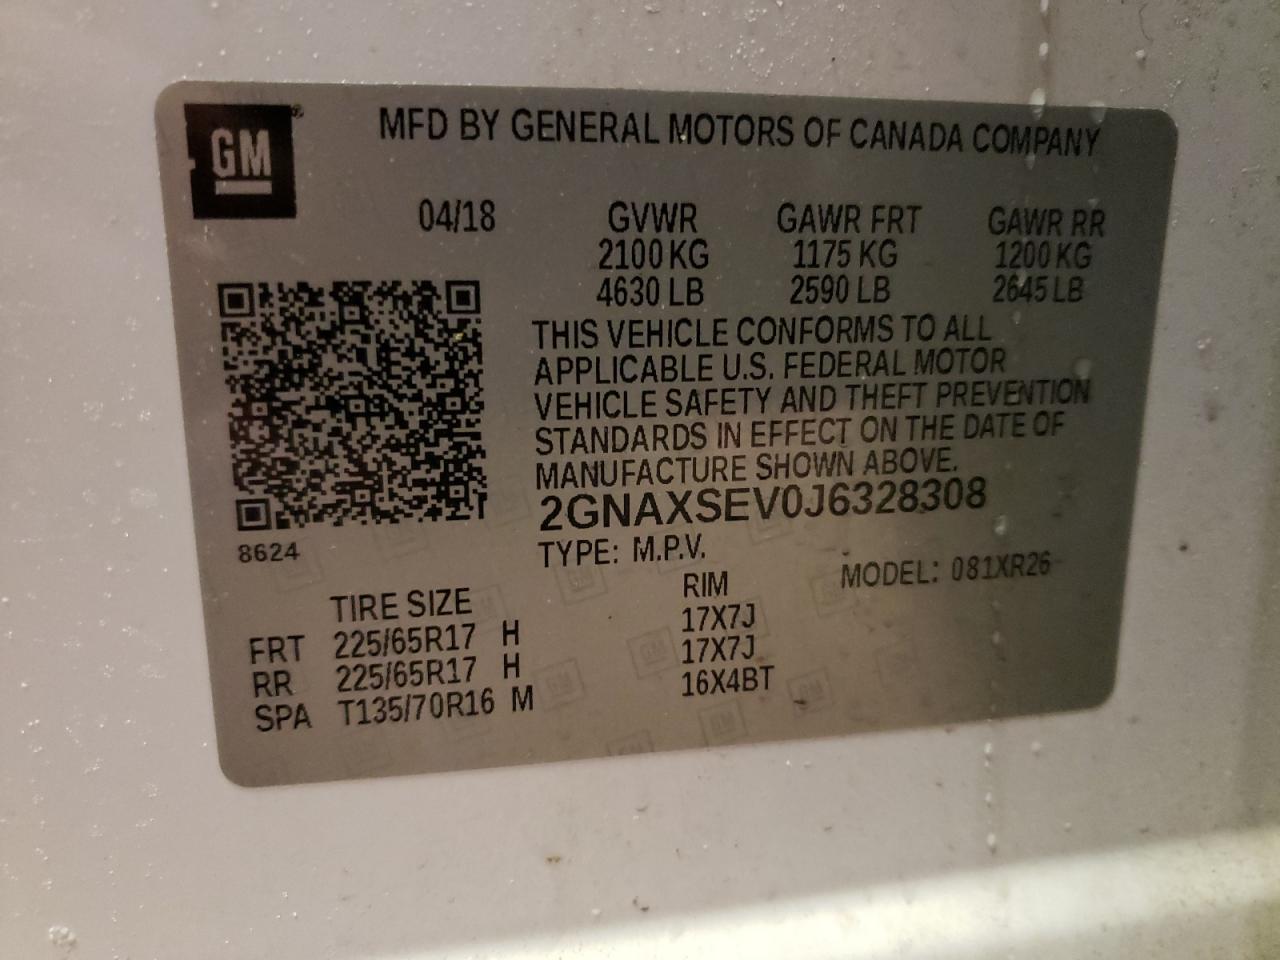 GM
MFD BY GENERAL MOTORS OF CANADA COMPANY
04/18 GVWR GAWR FRT GAWR RR
2100 KG 1175 KG 1200 KG
4630 LB 2590 LB 2645 LB
THIS VEHICLE CONFORMS TO ALL
APPLICABLE U.S. FEDERAL MOTOR
VEHICLE SAFETY AND THEFT PREVENTION
STANDARDS IN EFFECT ON THE DATE OF
MANUFACTURE SHOWN ABOVE.
2GNAXSEV0J6328308
8624
TYPE: M.P.V.
MODEL: 081XR26
TIRE SIZE RIM
FRT 225/65R17 H 17X7J
RR 225/65R17 H 17X7J
SPA T135/70R16 M 16X4BT